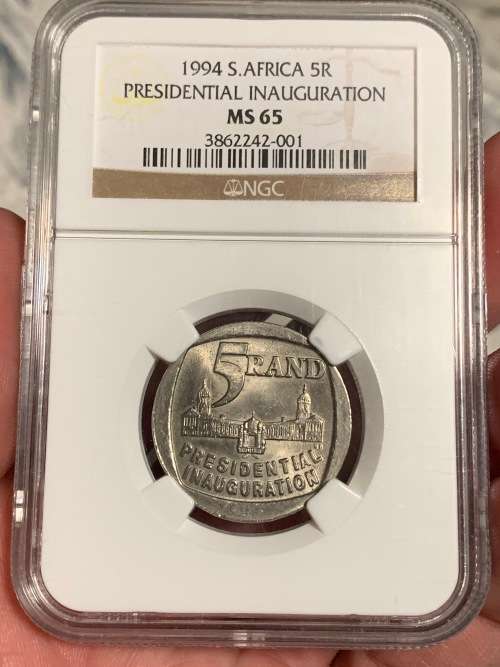 1994 S.AFRICA 5R
PRESIDENTIAL INAUGURATION
MS 65
3862242-001
NGC
5 RAND
PRESIDENTIAL
INAUGURATION